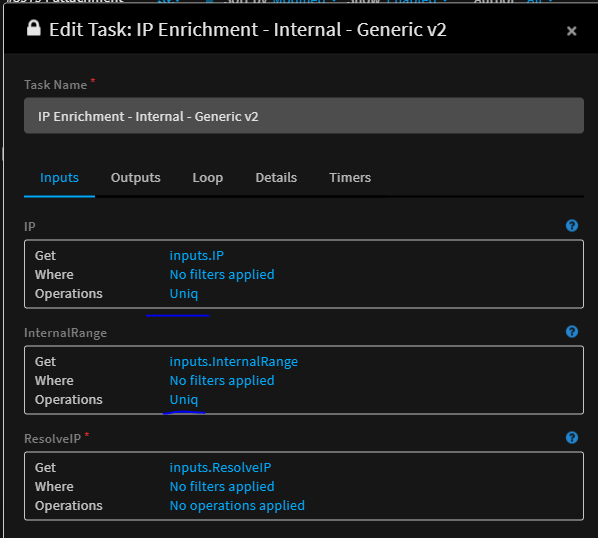 Edit Task: IP Enrichment - Internal - Generic v2 ×
Task Name *
IP Enrichment - Internal - Generic v2
Inputs Outputs Loop Details Timers
IP ?
Get inputs.IP
Where No filters applied
Operations Uniq
InternalRange ?
Get inputs.InternalRange
Where No filters applied
Operations Uniq
ResolveIP * ?
Get inputs.ResolveIP
Where No filters applied
Operations No operations applied